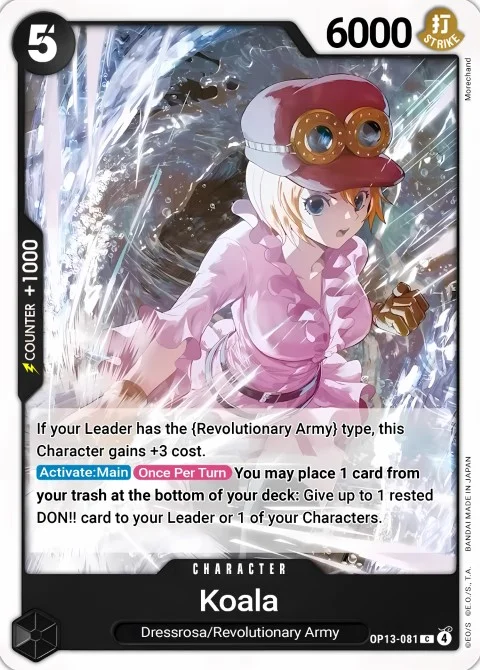 5
6000
打
STRIKE
Morechand
COUNTER +1000
If your Leader has the {Revolutionary Army} type, this
Character gains +3 cost.
Activate:Main Once Per Turn You may place 1 card from
your trash at the bottom of your deck: Give up to 1 rested
DON!! card to your Leader or 1 of your Characters.
CHARACTER
Koala
Dressrosa/Revolutionary Army
OP13-081 C 4
©E.O/S ©E.O./S.,T.A. BANDAI MADE IN JAPAN